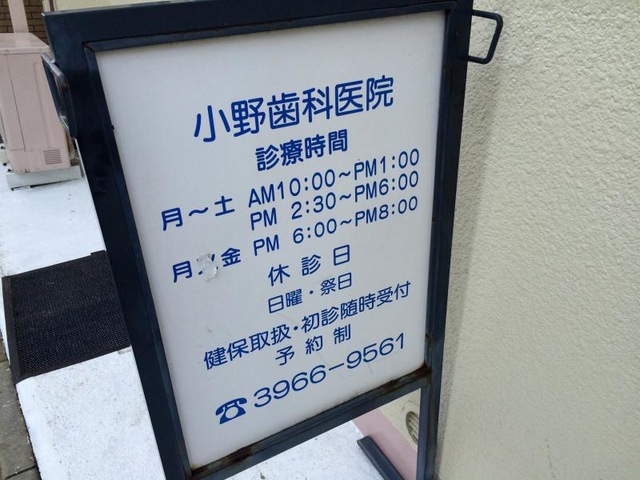 小野歯科医院
診療時間
月～土 AM10:00～PM1:00
PM 2:30～PM6:00
月 金 PM 6:00～PM8:00
休診日
日曜・祭日
健保取扱・初診随時受付
予約制
☎3966-9561